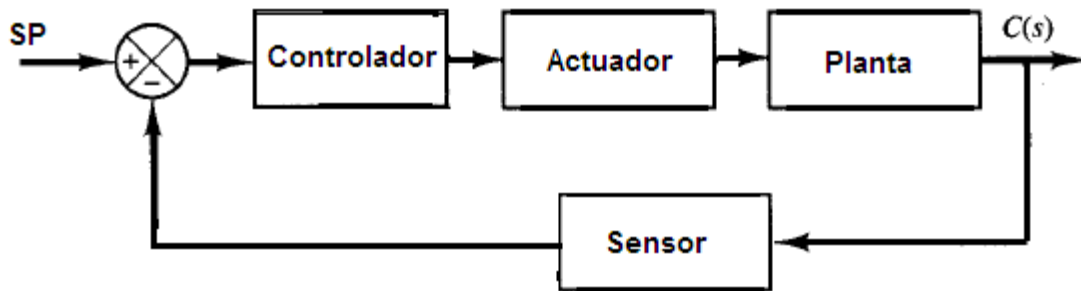 SP
+
−
Controlador
Actuador
Planta
C(s)
Sensor